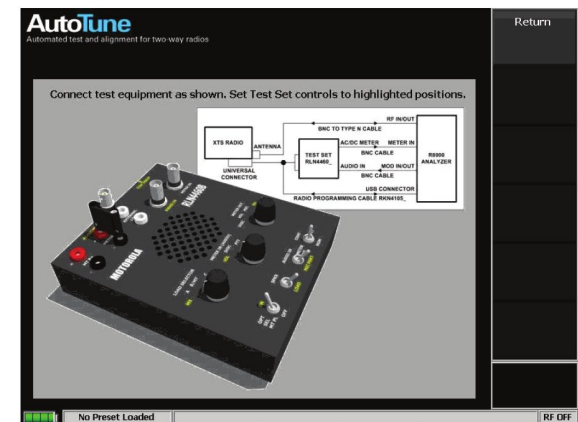 AutoTune
Automated test and alignment for two-way radios
Return
Connect test equipment as shown. Set Test Set controls to highlighted positions.
RF IN/OUT
BNC TO TYPE N CABLE
XTS RADIO
ANTENNA
UNIVERSAL
CONNECTOR
TEST SET
RLN4460_
AC/DC METER METER IN
BNC CABLE
AUDIO IN MOD IN/OUT
BNC CABLE
R8000
ANALYZER
USB CONNECTOR
RADIO PROGRAMMING CABLE RKN4105_
RLN4460B
MOTOROLA
LOAD SELECTOR
No Preset Loaded
RF OFF